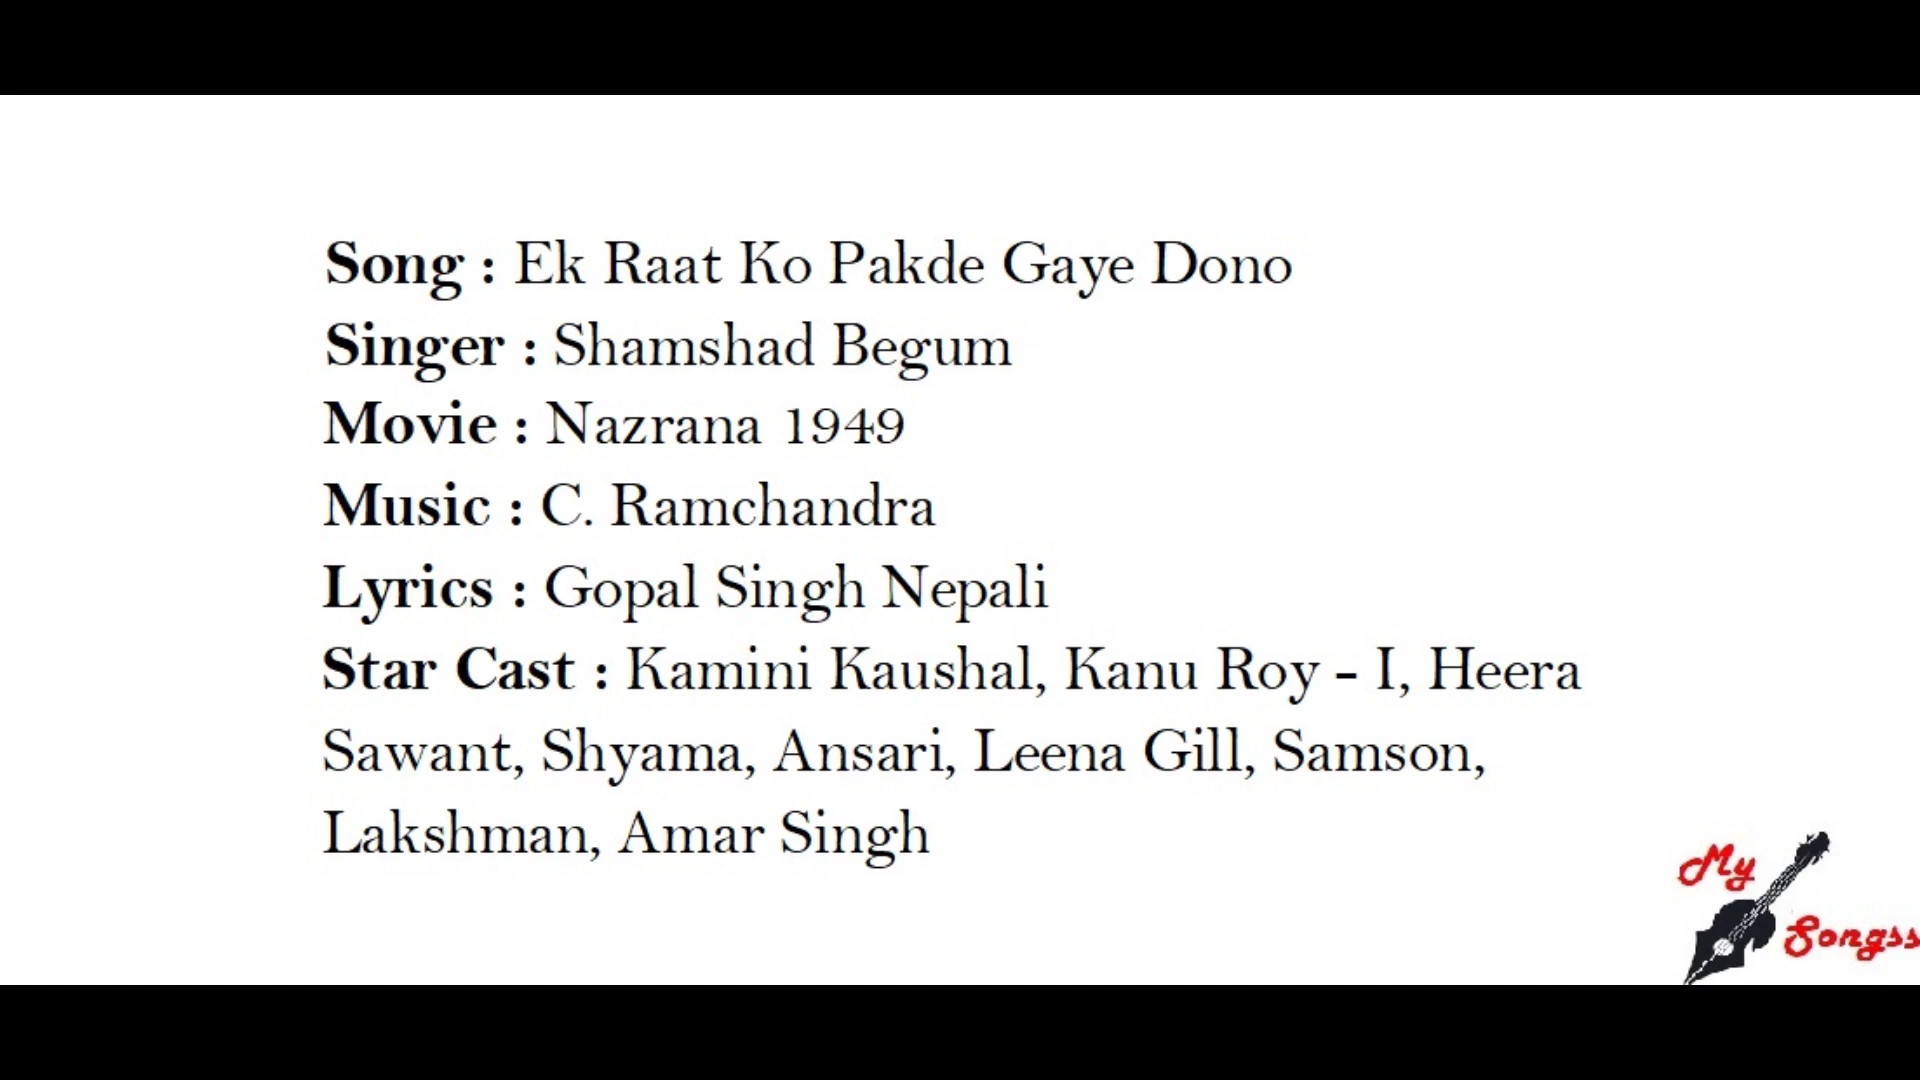 Song : Ek Raat Ko Pakde Gaye Dono
Singer : Shamshad Begum
Movie : Nazrana 1949
Music : C. Ramchandra
Lyrics : Gopal Singh Nepali
Star Cast : Kamini Kaushal, Kanu Roy - I, Heera
Sawant, Shyama, Ansari, Leena Gill, Samson,
Lakshman, Amar Singh
My
Songss